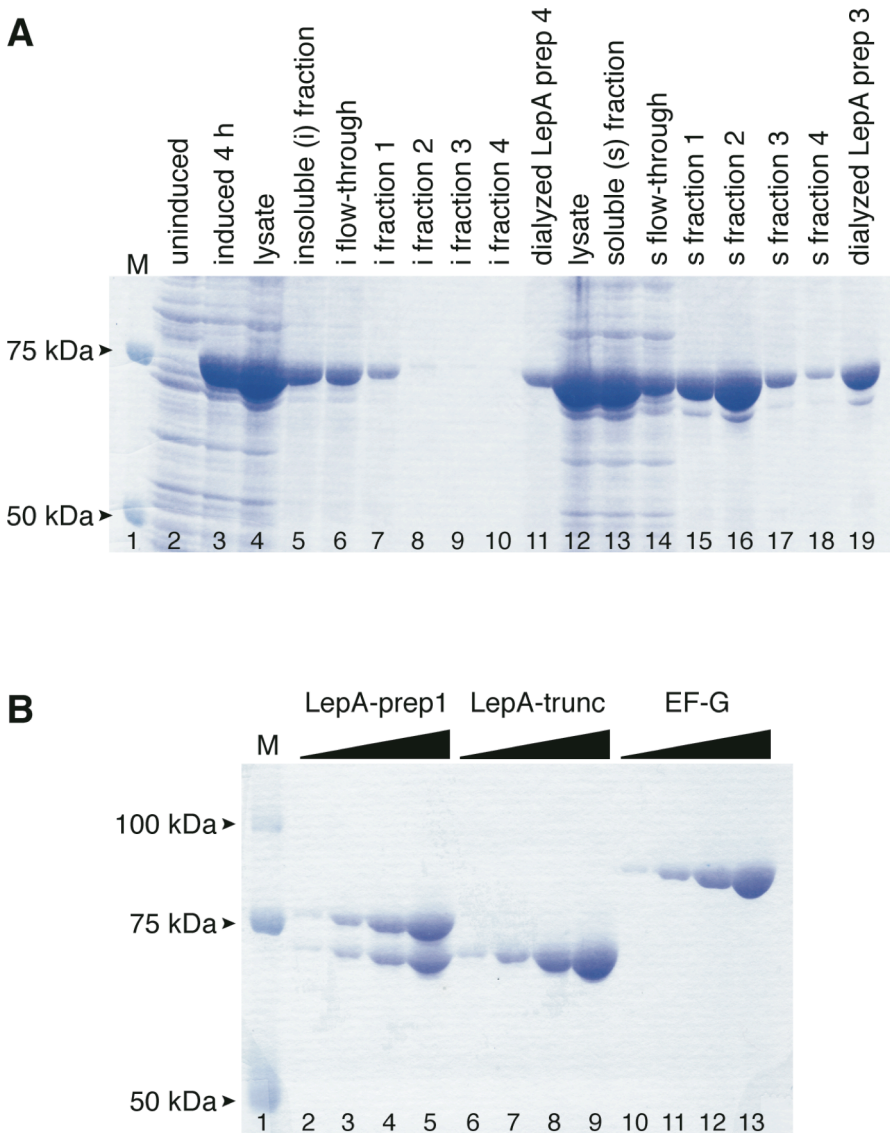 A
M
uninduced
induced 4 h
lysate
insoluble (i) fraction
i flow-through
i fraction 1
i fraction 2
i fraction 3
i fraction 4
dialyzed LepA prep 4
lysate
soluble (s) fraction
s flow-through
s fraction 1
s fraction 2
s fraction 3
s fraction 4
dialyzed LepA prep 3
75 kDa
50 kDa
1 2 3 4 5 6 7 8 9 10 11 12 13 14 15 16 17 18 19
B
LepA-prep1 LepA-trunc EF-G
M
100 kDa
75 kDa
50 kDa
1 2 3 4 5 6 7 8 9 10 11 12 13